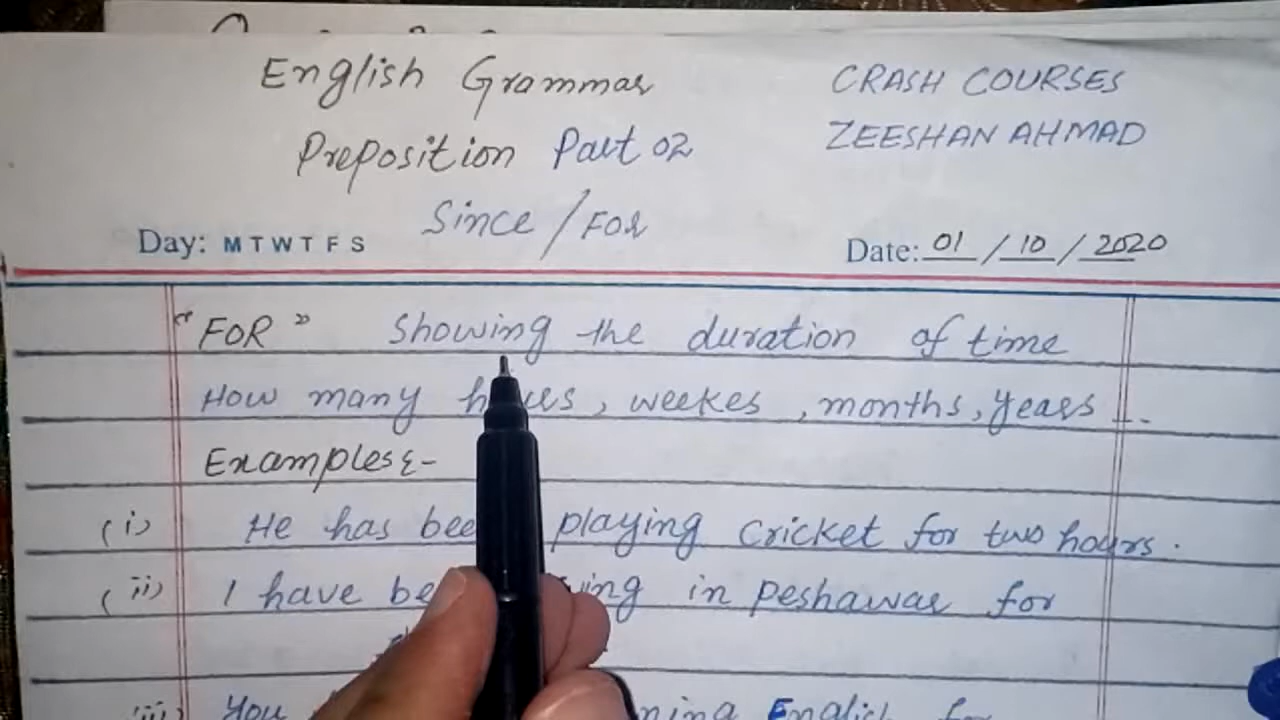 English Grammar CRASH COURSES
Preposition Part 02 ZEESHAN AHMAD
Since / For
Day: M T W T F S Date: 01 / 10 / 2020
"FOR" Showing the duration of time
How many weekes, months, years ...
Examples:-
(i) He has playing cricket for two hours.
(ii) I have in Peshawar for
(iii) You English for